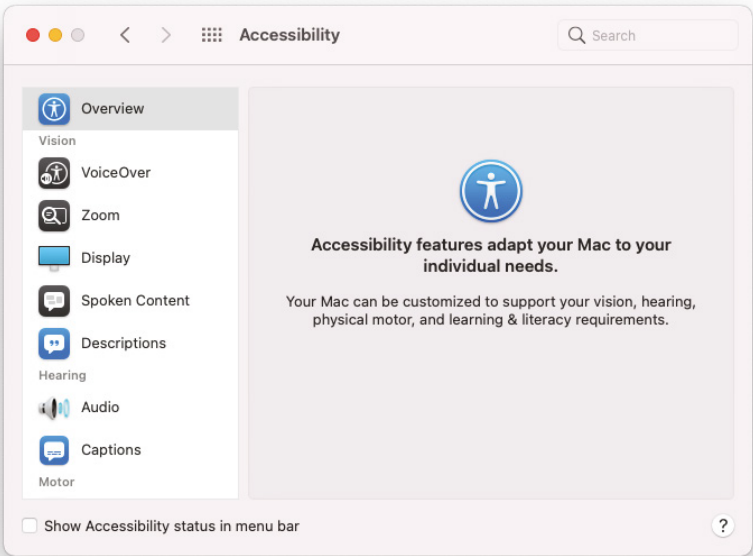 Accessibility
Search
Overview
Vision
VoiceOver
Zoom
Display
Spoken Content
Descriptions
Hearing
Audio
Captions
Motor
Accessibility features adapt your Mac to your
individual needs.
Your Mac can be customized to support your vision, hearing,
physical motor, and learning & literacy requirements.
Show Accessibility status in menu bar
?